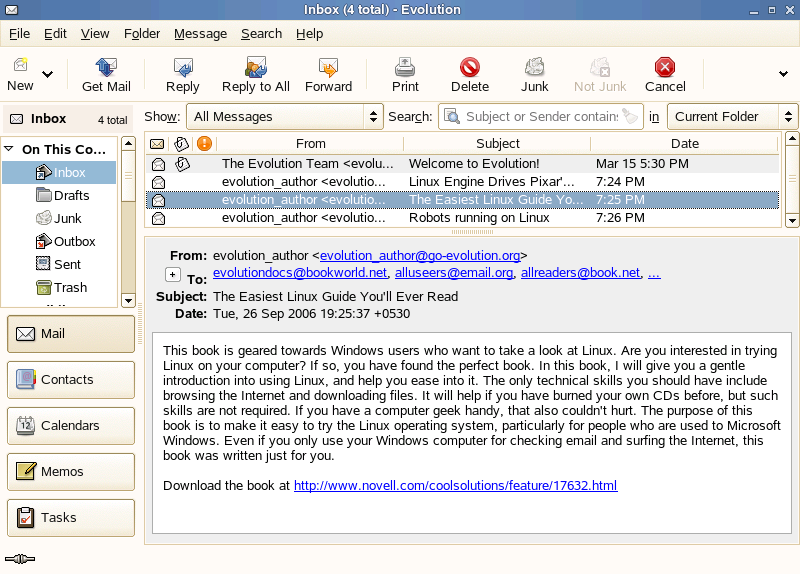 Inbox (4 total) - Evolution
File Edit View Folder Message Search Help
New Get Mail Reply Reply to All Forward Print Delete Junk Not Junk Cancel
Inbox 4 total
Show: All Messages Search: Subject or Sender contains in Current Folder
On This Co...
Inbox
Drafts
Junk
Outbox
Sent
Trash
From Subject Date
The Evolution Team <evolu... Welcome to Evolution! Mar 15 5:30 PM
evolution_author <evolutio... Linux Engine Drives Pixar'... 7:24 PM
evolution_author <evolutio... The Easiest Linux Guide Yo... 7:25 PM
evolution_author <evolutio... Robots running on Linux 7:26 PM
Mail
Contacts
Calendars
Memos
Tasks
From: evolution_author <evolution_author@go-evolution.org>
To: evolutiondocs@bookworld.net, alluseers@email.org, allreaders@book.net, ...
Subject: The Easiest Linux Guide You'll Ever Read
Date: Tue, 26 Sep 2006 19:25:37 +0530
This book is geared towards Windows users who want to take a look at Linux. Are you interested in trying
Linux on your computer? If so, you have found the perfect book. In this book, I will give you a gentle
introduction into using Linux, and help you ease into it. The only technical skills you should have include
browsing the Internet and downloading files. It will help if you have burned your own CDs before, but such
skills are not required. If you have a computer geek handy, that also couldn't hurt. The purpose of this
book is to make it easy to try the Linux operating system, particularly for people who are used to Microsoft
Windows. Even if you only use your Windows computer for checking email and surfing the Internet, this
book was written just for you.
Download the book at http://www.novell.com/coolsolutions/feature/17632.html